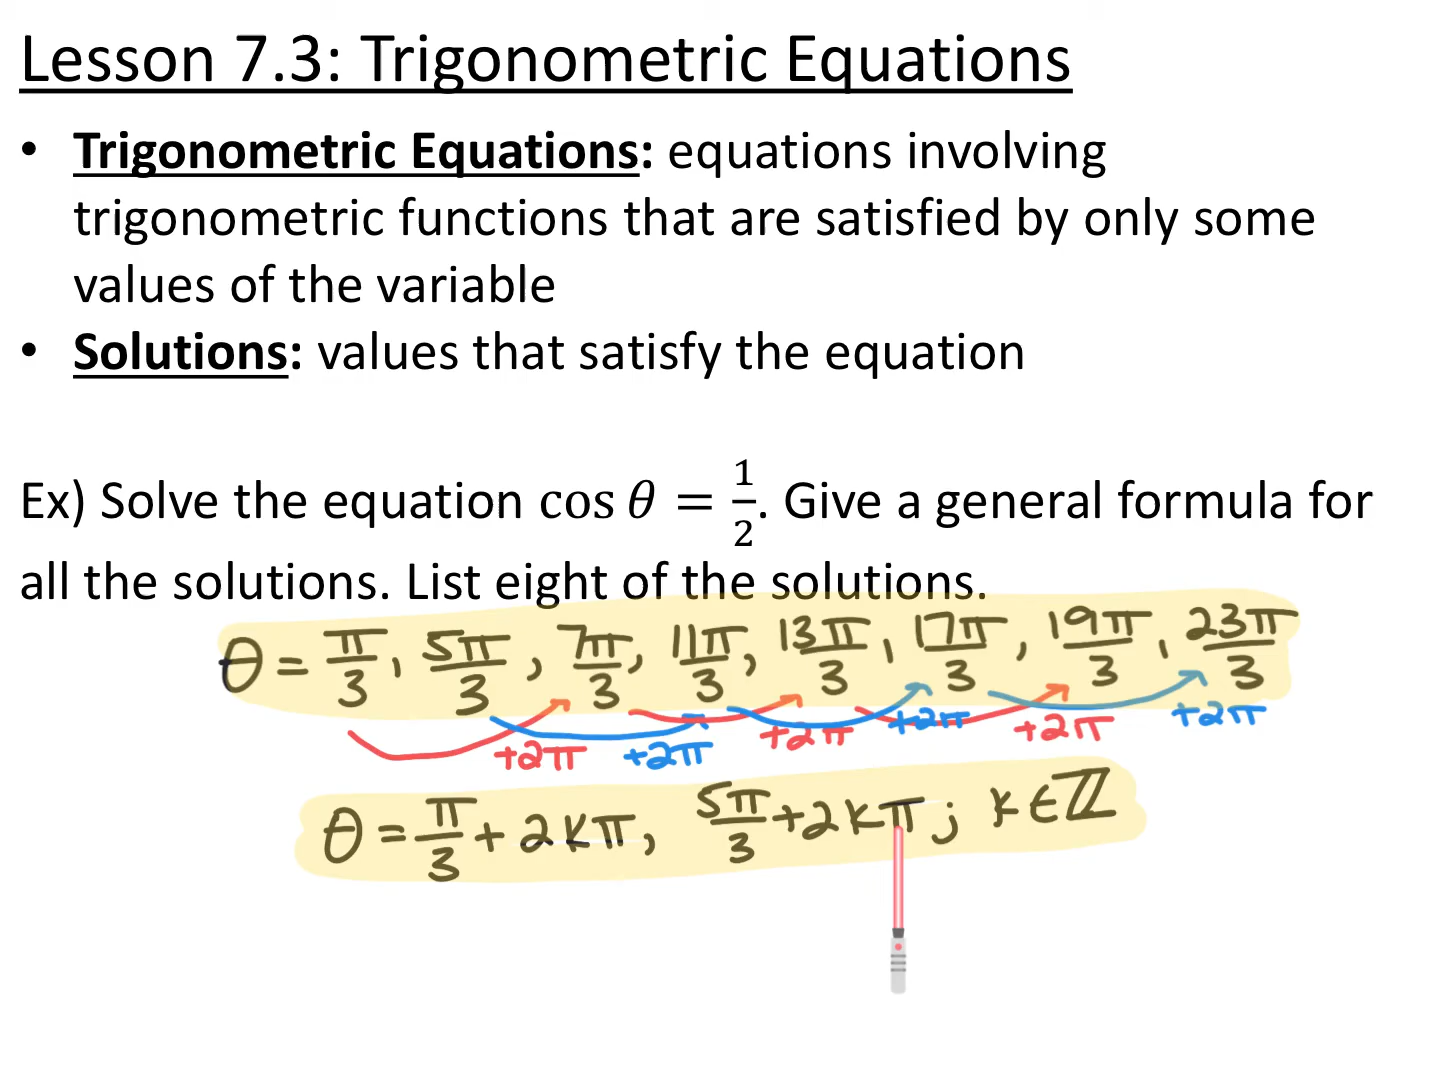 Lesson 7.3: Trigonometric Equations
• Trigonometric Equations: equations involving
trigonometric functions that are satisfied by only some
values of the variable
• Solutions: values that satisfy the equation
Ex) Solve the equation cos θ = 1/2. Give a general formula for
all the solutions. List eight of the solutions.
θ = π/3, 5π/3, 7π/3, 11π/3, 13π/3, 17π/3, 19π/3, 23π/3
+2π +2π +2π +2π +2π +2π
θ = π/3 + 2kπ, 5π/3 + 2kπ; k∈ℤ